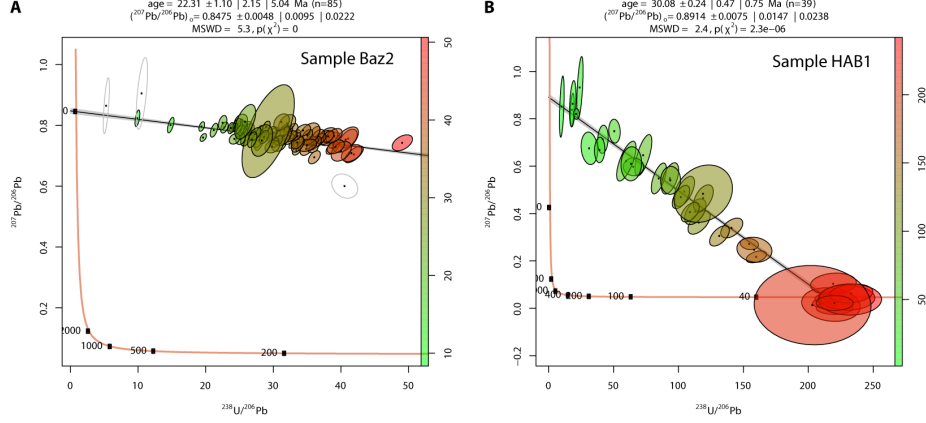 A
age = 22.31 ± 1.10 | 2.15 | 5.04 Ma (n=85)
(²⁰⁷Pb/²⁰⁶Pb)ₒ= 0.8475 ± 0.0048 | 0.0095 | 0.0222
MSWD = 5.3, p(χ²) = 0
Sample Baz2
50
40
30
20
10
1.0
0.8
0.6
0.4
0.2
²⁰⁷Pb/²⁰⁶Pb
2000
1000
500
200
0 10 20 30 40 50
²³⁸U/²⁰⁶Pb
B
age = 30.08 ± 0.24 | 0.47 | 0.75 Ma (n=39)
(²⁰⁷Pb/²⁰⁶Pb)ₒ= 0.8914 ± 0.0075 | 0.0147 | 0.0238
MSWD = 2.4, p(χ²) = 2.3e−06
Sample HAB1
200
150
100
50
1.0
0.8
0.6
0.4
0.2
0.0
−0.2
²⁰⁷Pb/²⁰⁶Pb
400
100
40
0 50 100 150 200 250
²³⁸U/²⁰⁶Pb